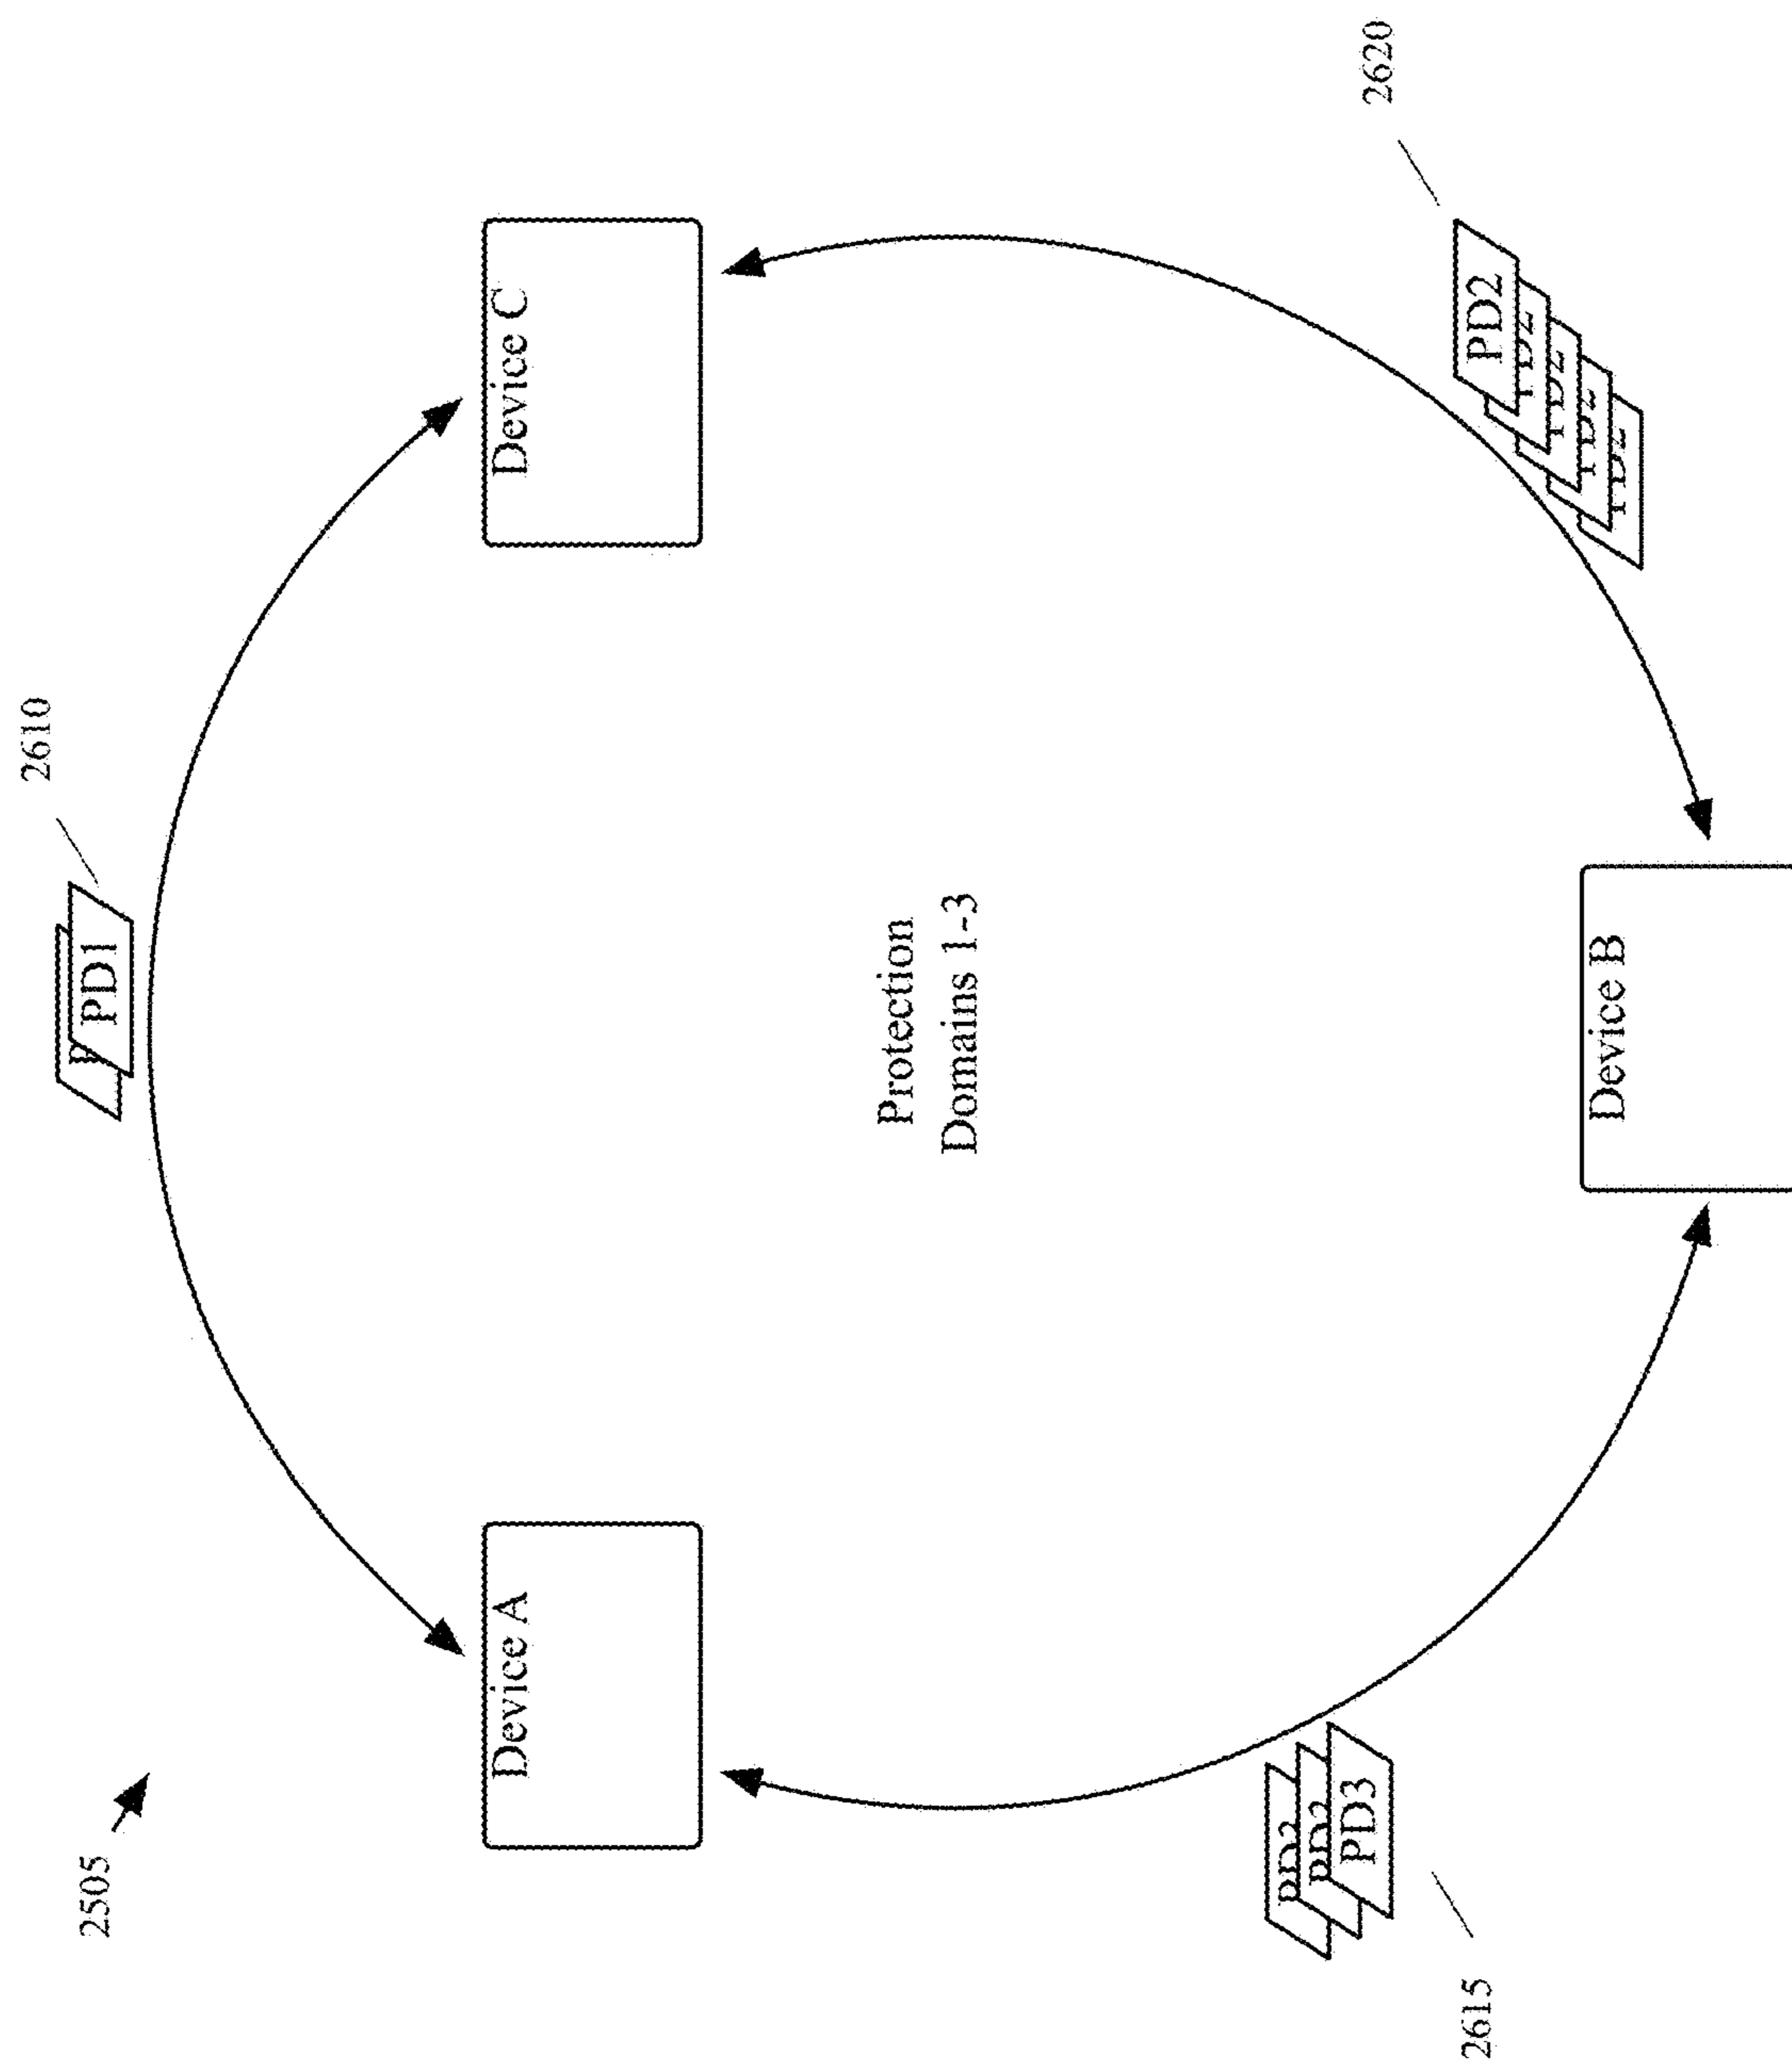 2610
2505
PD1
Device A
Device C
Protection
Domains 1-3
PD3
2620
2615
PD2
Device B